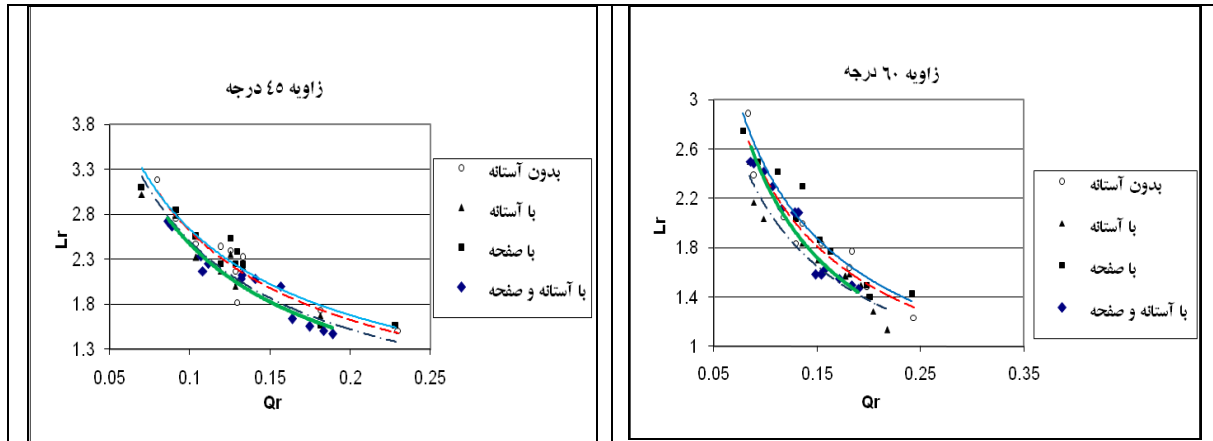 زاویه ٤٥ درجه
3.8
3.3
2.8
2.3
1.8
1.3
Lr
0.05 0.1 0.15 0.2 0.25
Qr
بدون آستانه
با آستانه
با صفحه
با آستانه و صفحه
زاویه ٦٠ درجه
3
2.6
2.2
1.8
1.4
1
Lr
0.05 0.15 0.25 0.35
Qr
بدون آستانه
با آستانه
با صفحه
با آستانه و صفحه